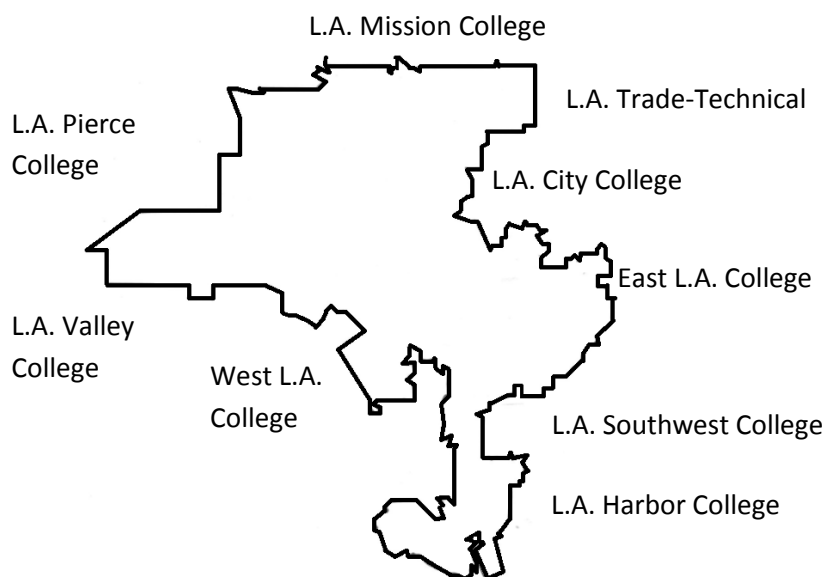 L.A. Mission College
L.A. Trade-Technical
L.A. Pierce
College
L.A. City College
East L.A. College
L.A. Valley
College
West L.A.
College
L.A. Southwest College
L.A. Harbor College